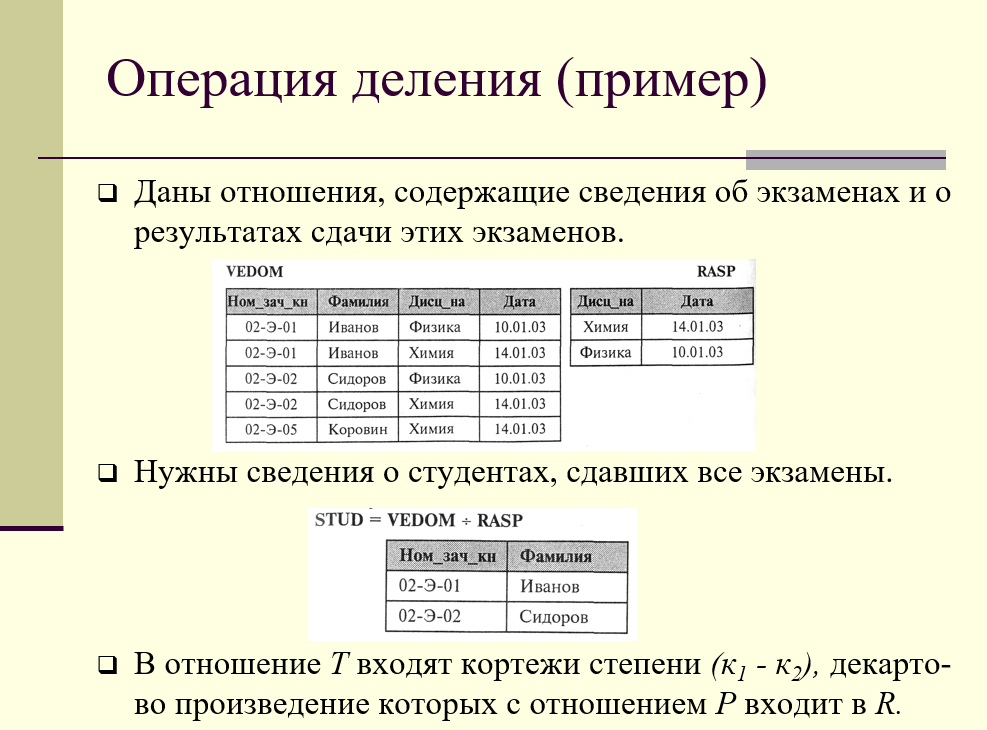 Операция деления (пример)
Даны отношения, содержащие сведения об экзаменах и о
результатах сдачи этих экзаменов.
VEDOM RASP
Ном_зач_кн Фамилия Дисц_на Дата Дисц_на Дата
02-Э-01 Иванов Физика 10.01.03 Химия 14.01.03
02-Э-01 Иванов Химия 14.01.03 Физика 10.01.03
02-Э-02 Сидоров Физика 10.01.03
02-Э-02 Сидоров Химия 14.01.03
02-Э-05 Коровин Химия 14.01.03
Нужны сведения о студентах, сдавших все экзамены.
STUD = VEDOM ÷ RASP
Ном_зач_кн Фамилия
02-Э-01 Иванов
02-Э-02 Сидоров
В отношение T входят кортежи степени (к1 - к2), декарто-
во произведение которых с отношением P входит в R.